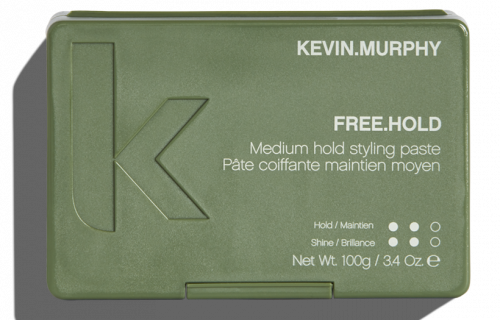 KEVIN.MURPHY
FREE.HOLD
Medium hold styling paste
Pâte coiffante maintien moyen
Hold / Maintien
Shine / Brillance
Net Wt. 100g / 3.4 Oz. ℮